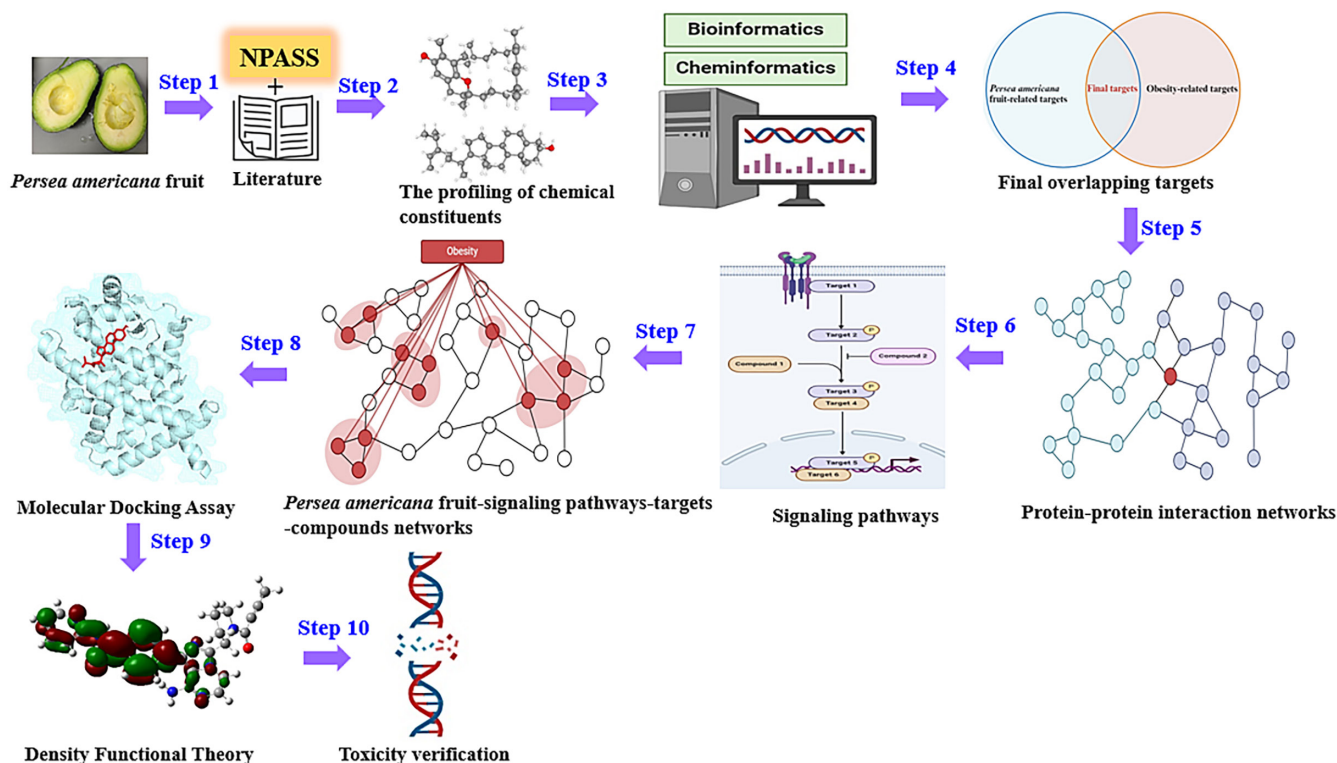 Step 1
NPASS
+
Literature
Persea americana fruit
Step 2
The profiling of chemical
constituents
Step 3
Bioinformatics
Cheminformatics
Step 4
Persea americana
fruit-related targets
Final targets
Obesity-related targets
Final overlapping targets
Step 5
Protein-protein interaction networks
Step 6
Target 1
Target 2
P
Compound 1
Compound 2
Target 3
P
Target 4
Target 5
P
Target 6
Signaling pathways
Step 7
Obesity
Persea americana fruit-signaling pathways-targets
-compounds networks
Step 8
Molecular Docking Assay
Step 9
Density Functional Theory
Step 10
Toxicity verification